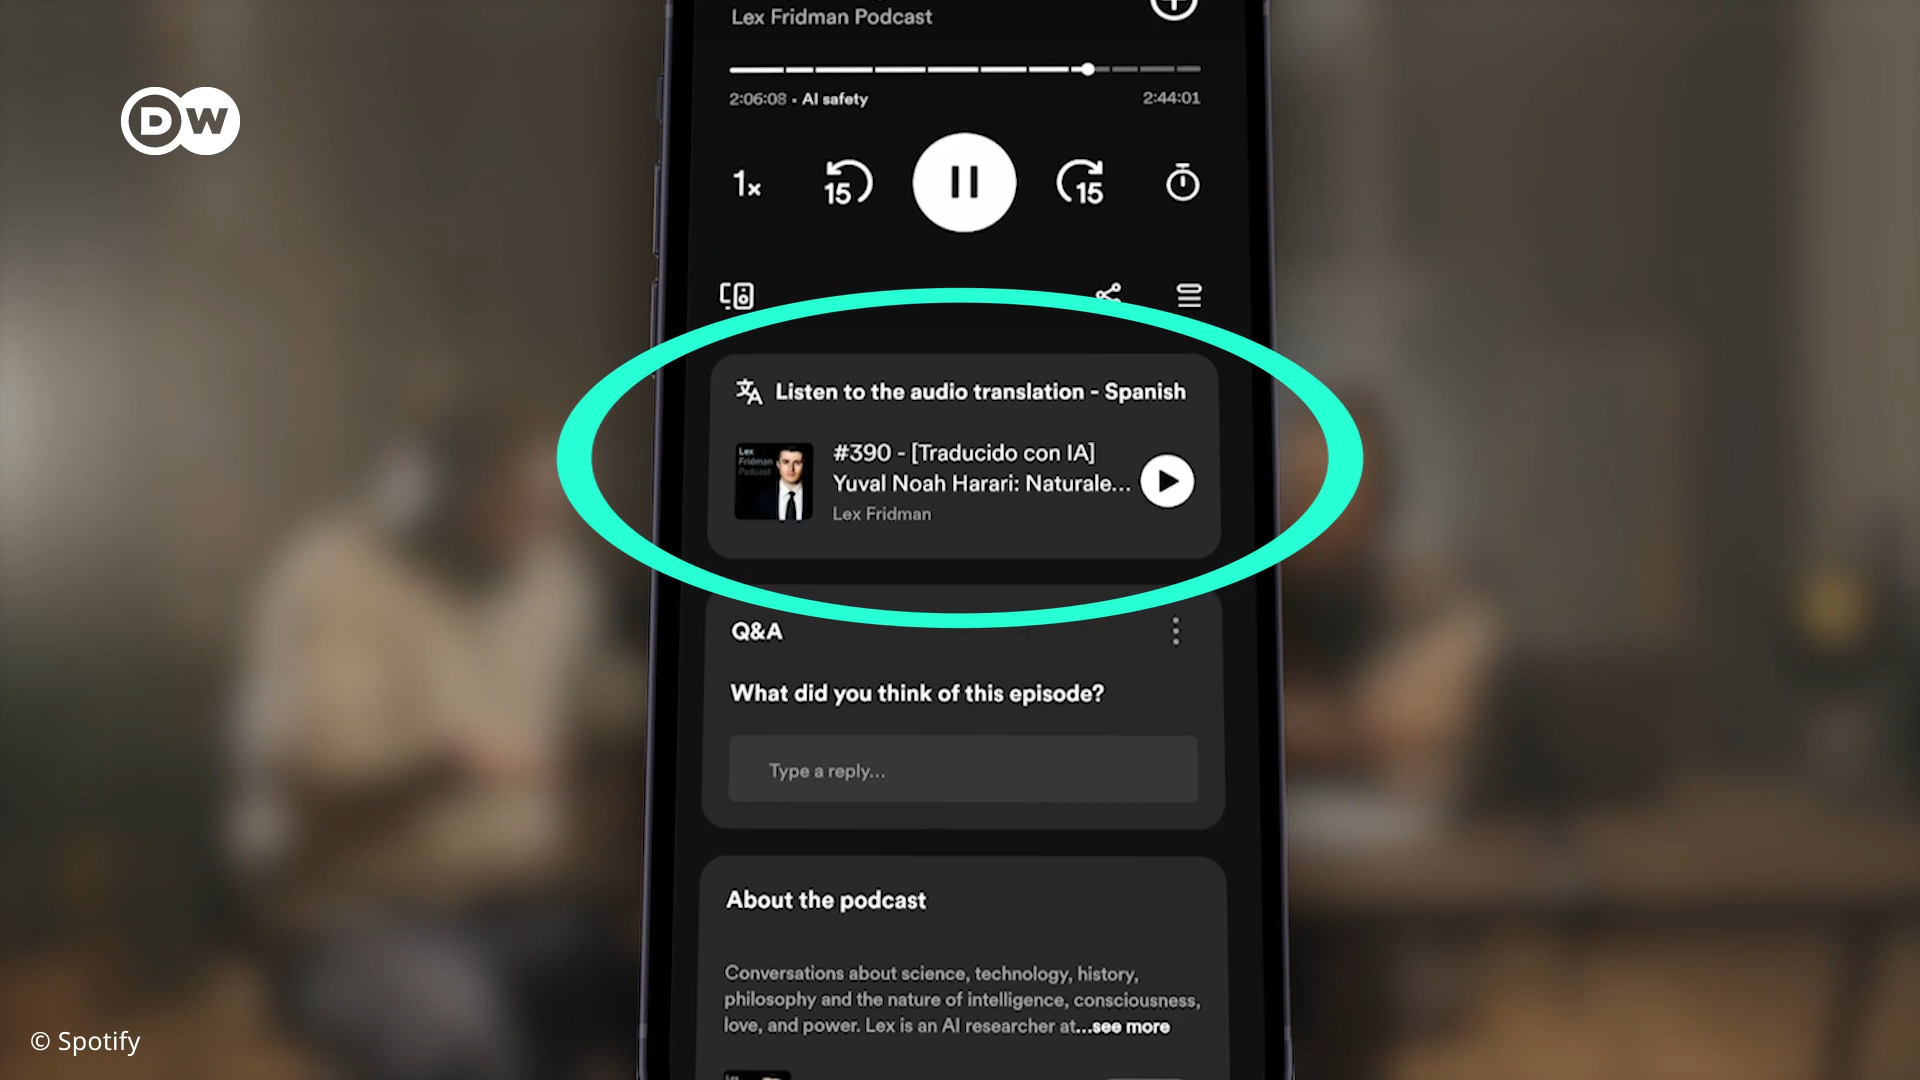 Lex Fridman Podcast
DW
2:06:08 • AI safety
2:44:01
1x
15
15
Listen to the audio translation - Spanish
Lex
Fridman
Podcast
#390 - [Traducido con IA]
Yuval Noah Harari: Naturale...
Lex Fridman
Q&A
What did you think of this episode?
Type a reply...
About the podcast
Conversations about science, technology, history,
philosophy and the nature of intelligence, consciousness,
love, and power. Lex is an AI researcher at...see more
© Spotify